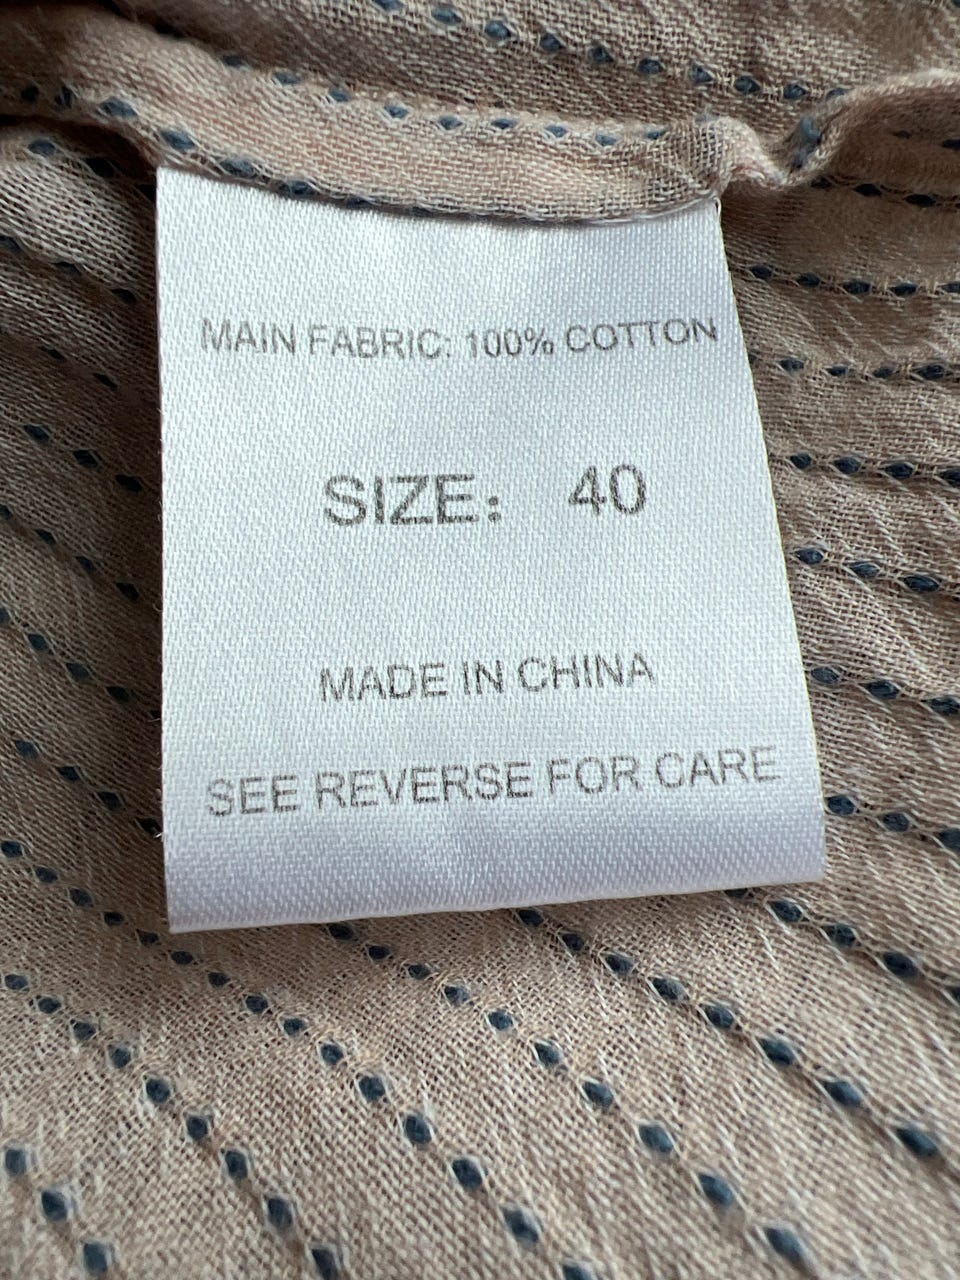 MAIN FABRIC: 100% COTTON
SIZE: 40
MADE IN CHINA
SEE REVERSE FOR CARE